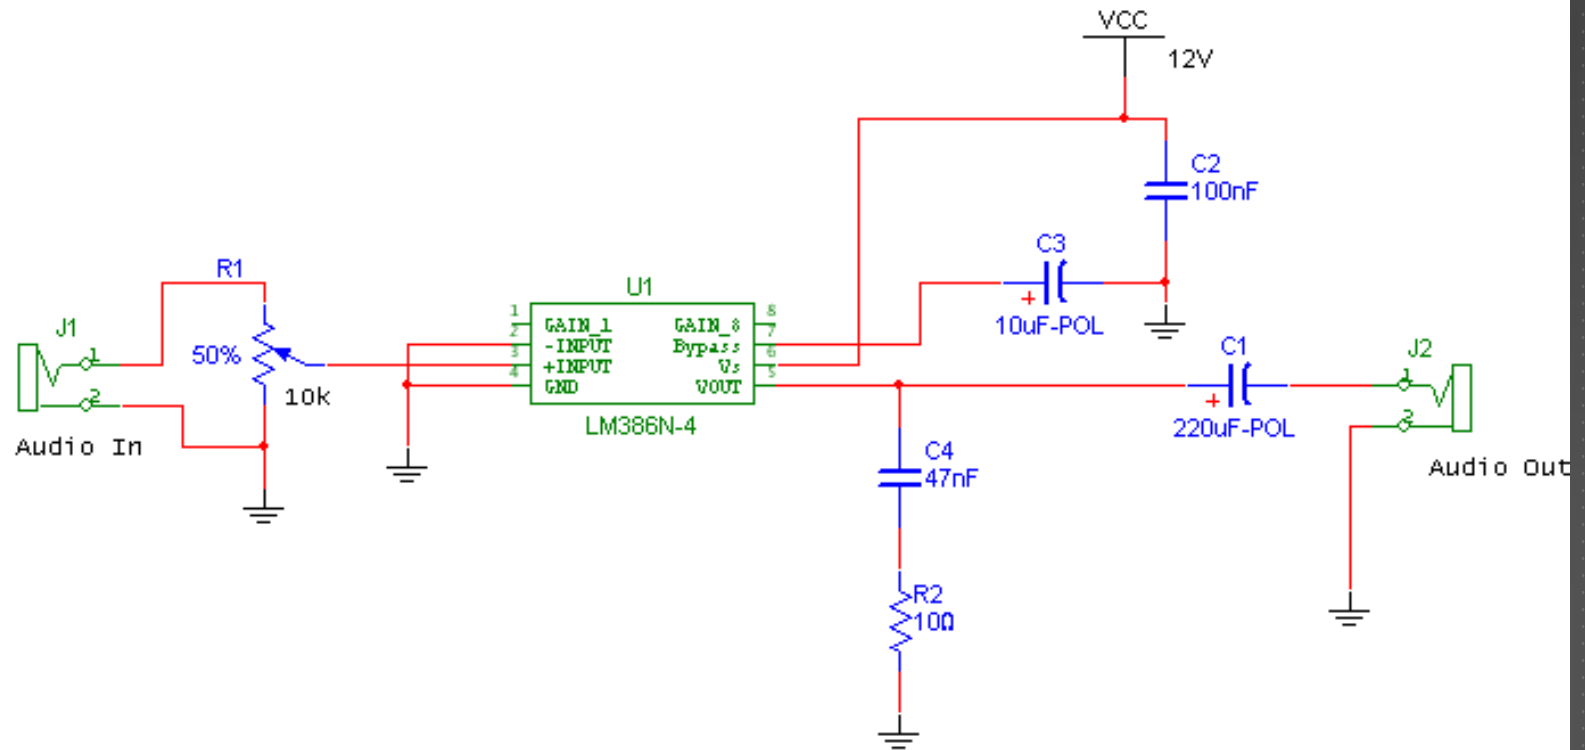 VCC
12V
C2
100nF
C3
+
10uF-POL
R1
50%
10k
J1
1
2
Audio In
U1
1
2
3
4
8
7
6
5
GAIN_1
-INPUT
+INPUT
GND
GAIN_8
Bypass
Vs
VOUT
LM386N-4
C1
+
220uF-POL
J2
1
2
Audio Out
C4
47nF
R2
10Ω